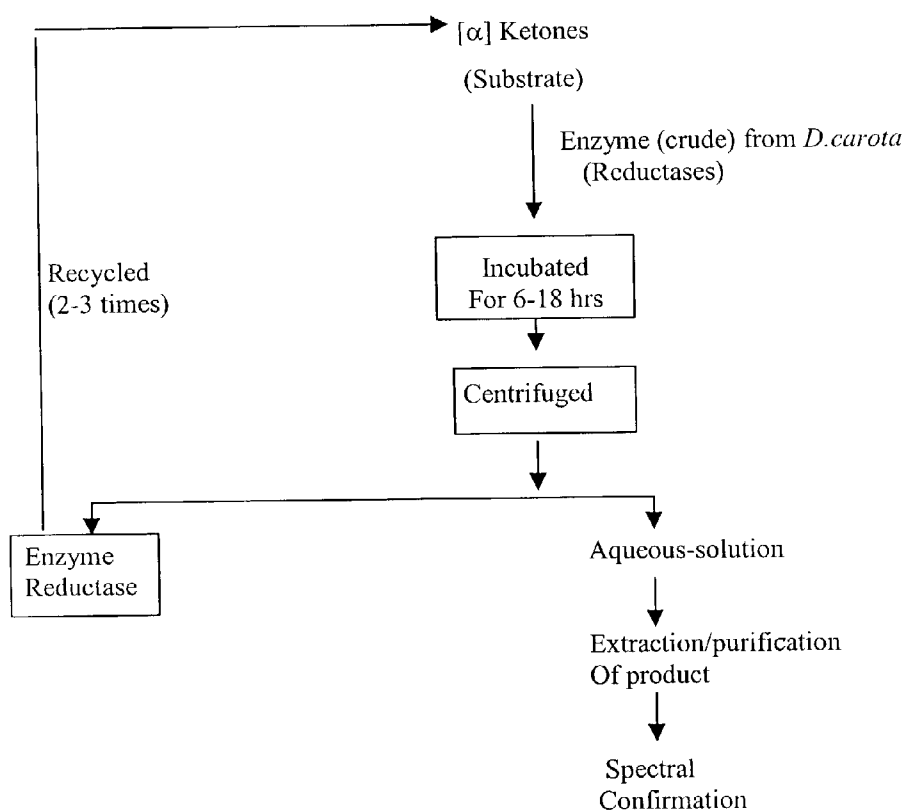 [α] Ketones
(Substrate)
Enzyme (crude) from D.carota
(Reductases)
Incubated
For 6-18 hrs
Recycled
(2-3 times)
Centrifuged
Enzyme
Reductase
Aqueous-solution
Extraction/purification
Of product
Spectral
Confirmation